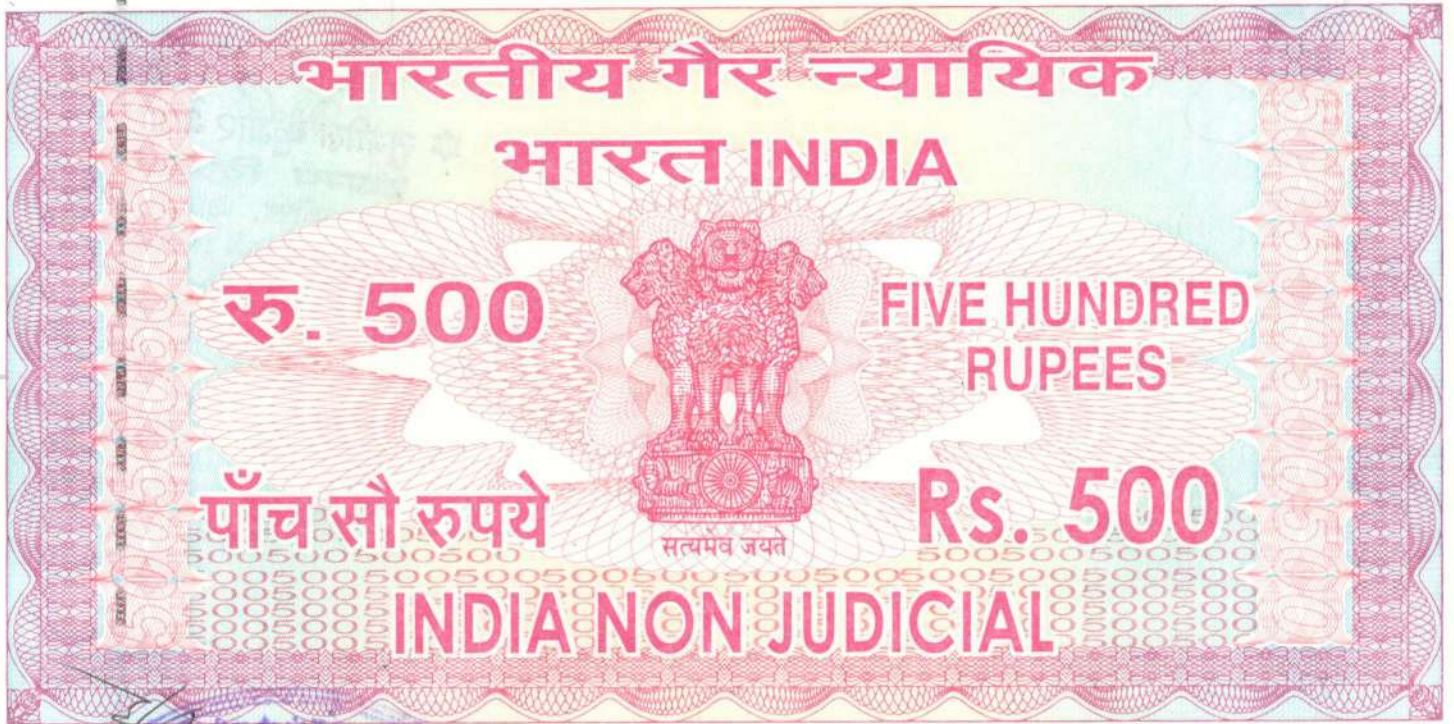 भारतीय गैर न्यायिक
भारत INDIA
रु. 500
FIVE HUNDRED
RUPEES
पाँच सौ रुपये
सत्यमेव जयते
Rs. 500
INDIA NON JUDICIAL